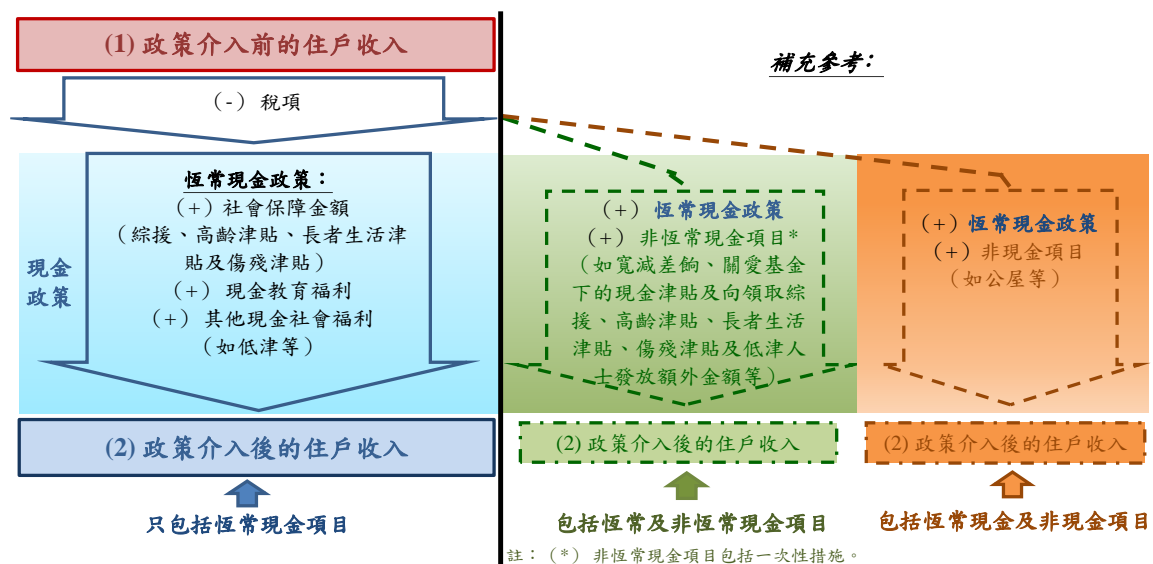 (1) 政策介入前的住戶收入
（-）稅項
現金
政策
恆常現金政策：
（+）社會保障金額
（綜援、高齡津貼、長者生活津
貼及傷殘津貼）
（+）現金教育福利
（+）其他現金社會福利
（如低津等）
(2) 政策介入後的住戶收入
只包括恆常現金項目
補充參考：
（+）恆常現金政策
（+）非恆常現金項目*
（如寬減差餉、關愛基金
下的現金津貼及向領取綜
援、高齡津貼、長者生活
津貼、傷殘津貼及低津人
士發放額外金額等）
(2) 政策介入後的住戶收入
包括恆常及非恆常現金項目
註：（*）非恆常現金項目包括一次性措施。
（+）恆常現金政策
（+）非現金項目
（如公屋等）
(2) 政策介入後的住戶收入
包括恆常現金及非現金項目